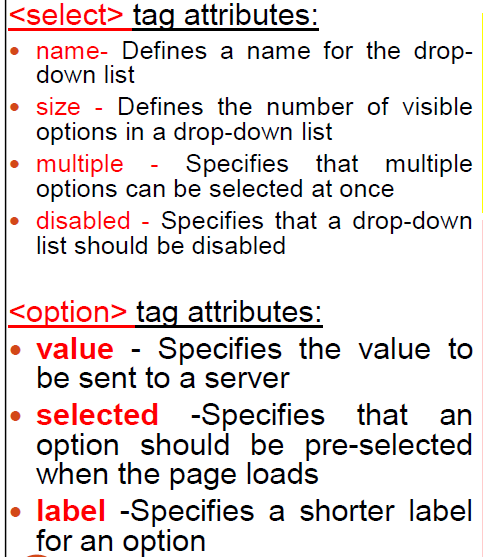 <select> tag attributes:
• name- Defines a name for the drop-
down list
• size - Defines the number of visible
options in a drop-down list
• multiple - Specifies that multiple
options can be selected at once
• disabled - Specifies that a drop-down
list should be disabled
<option> tag attributes:
• value - Specifies the value to
be sent to a server
• selected -Specifies that an
option should be pre-selected
when the page loads
• label -Specifies a shorter label
for an option